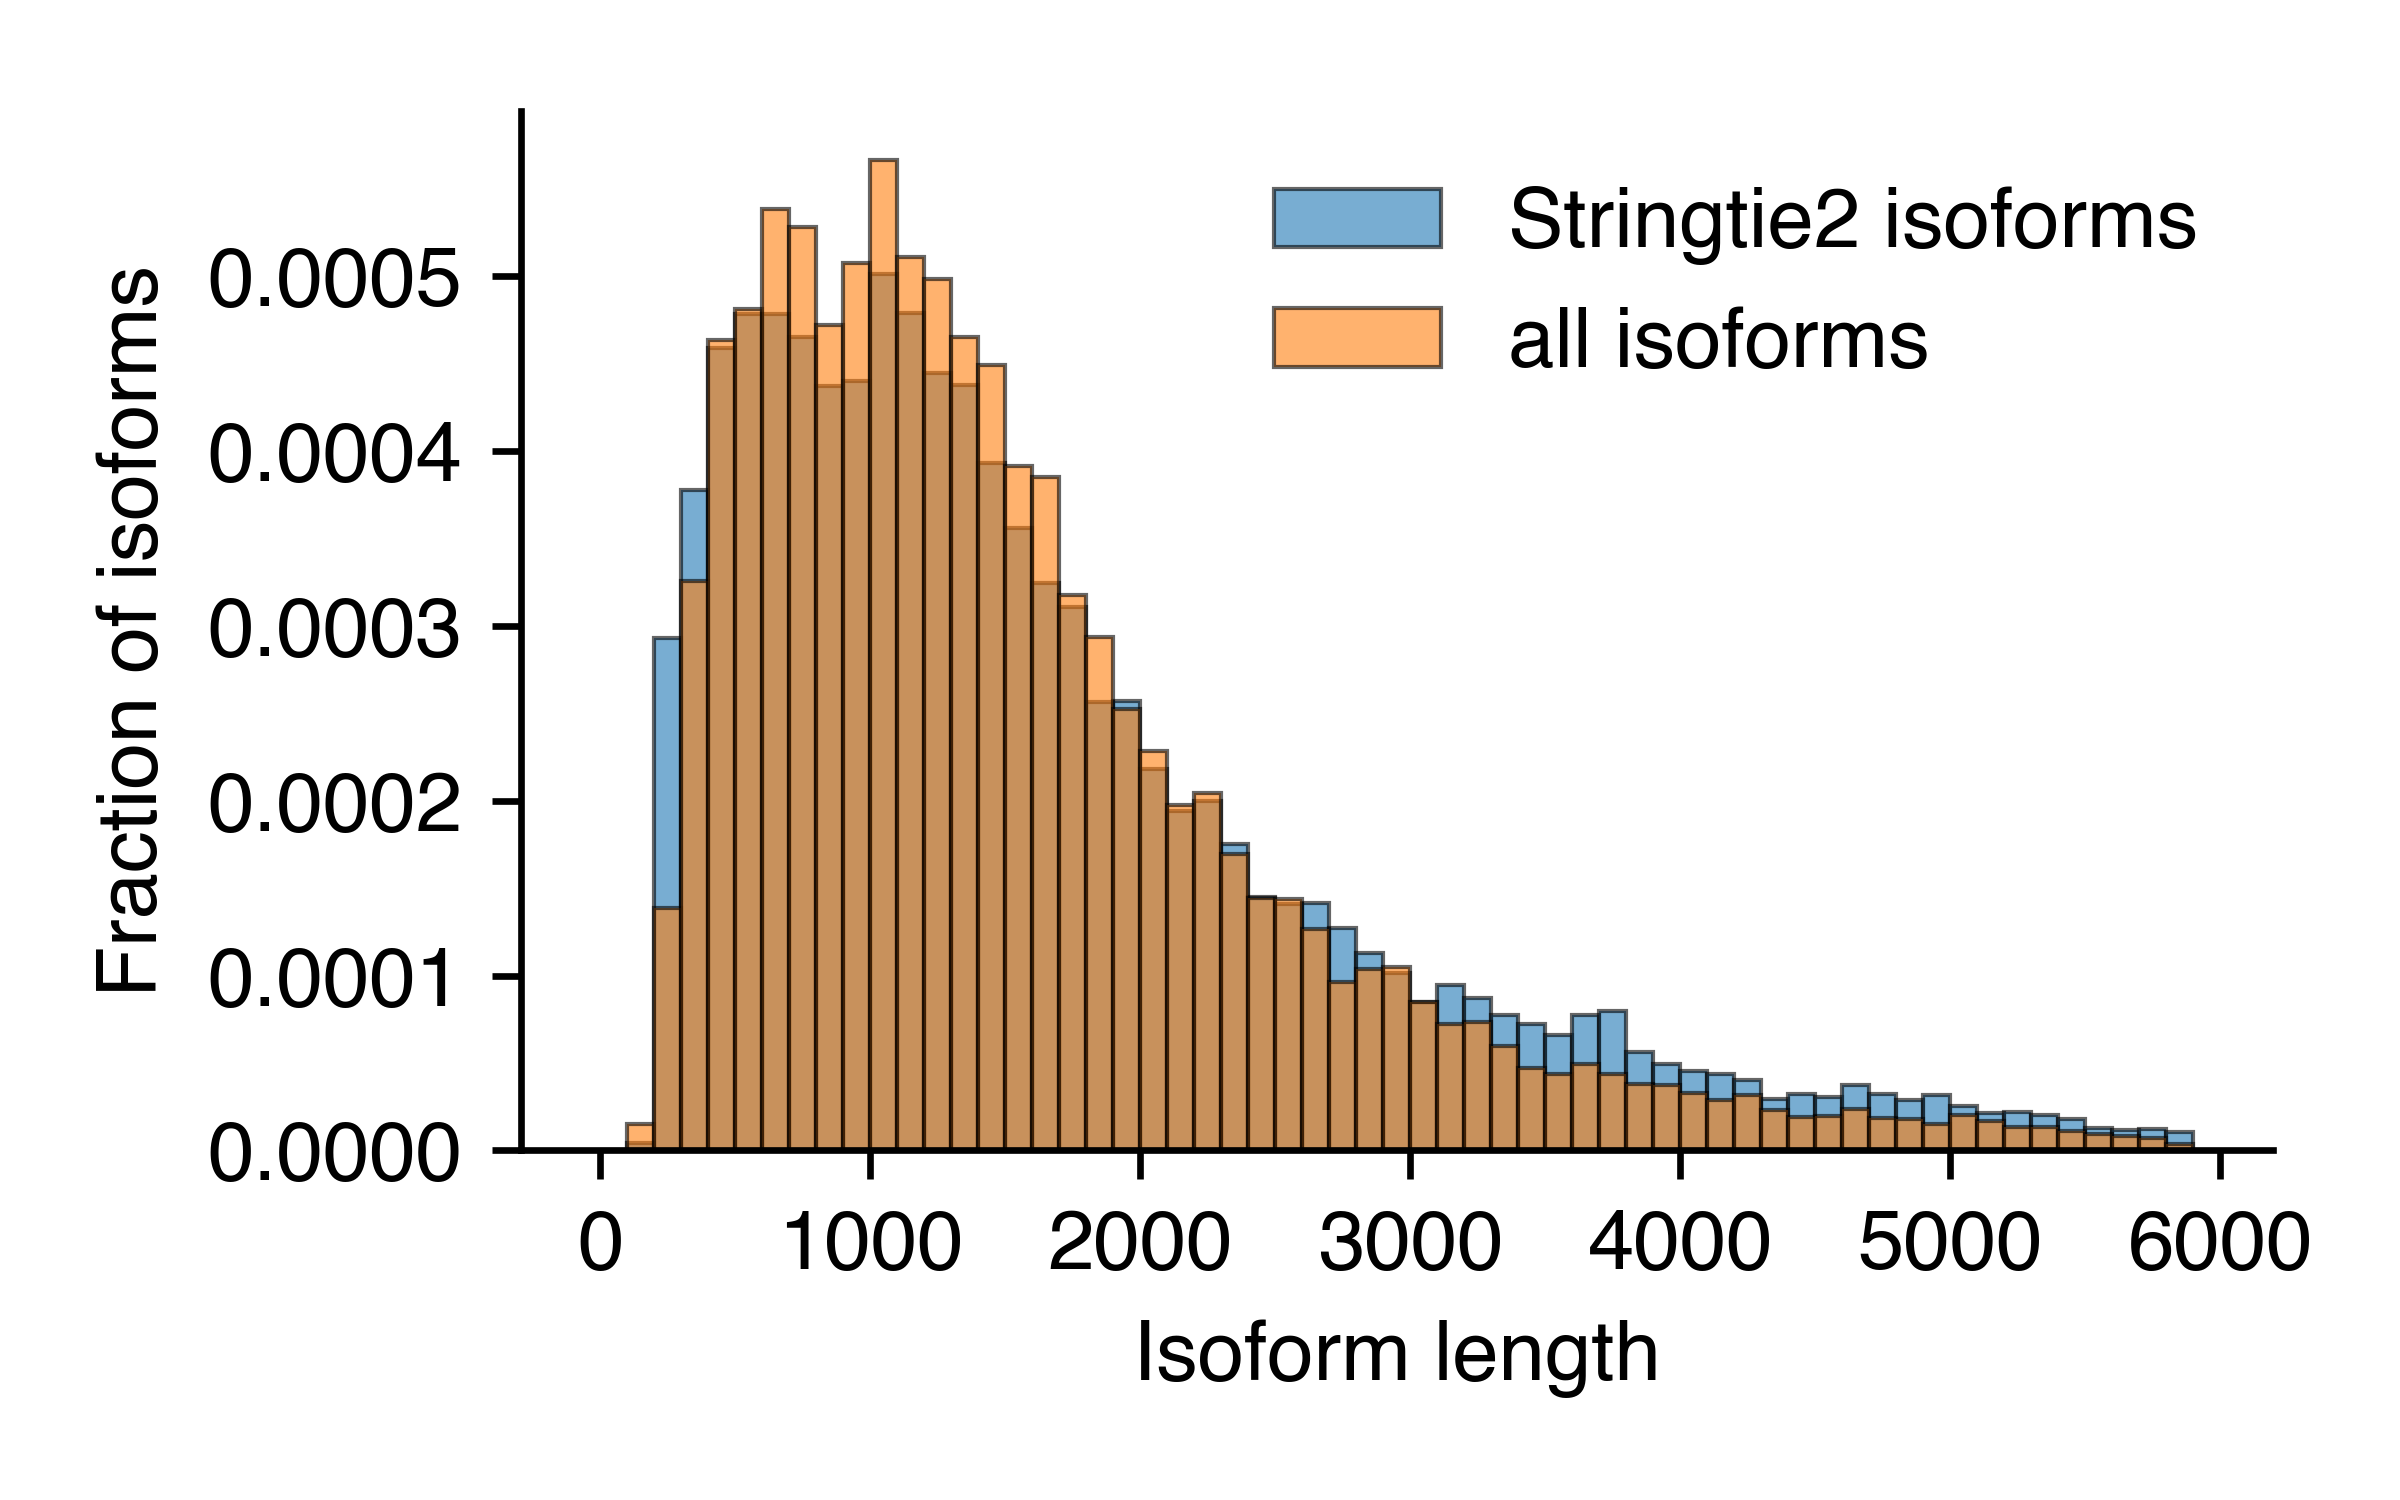 Stringtie2 isoforms
all isoforms
Fraction of isoforms
0.0005
0.0004
0.0003
0.0002
0.0001
0.0000
0 1000 2000 3000 4000 5000 6000
Isoform length